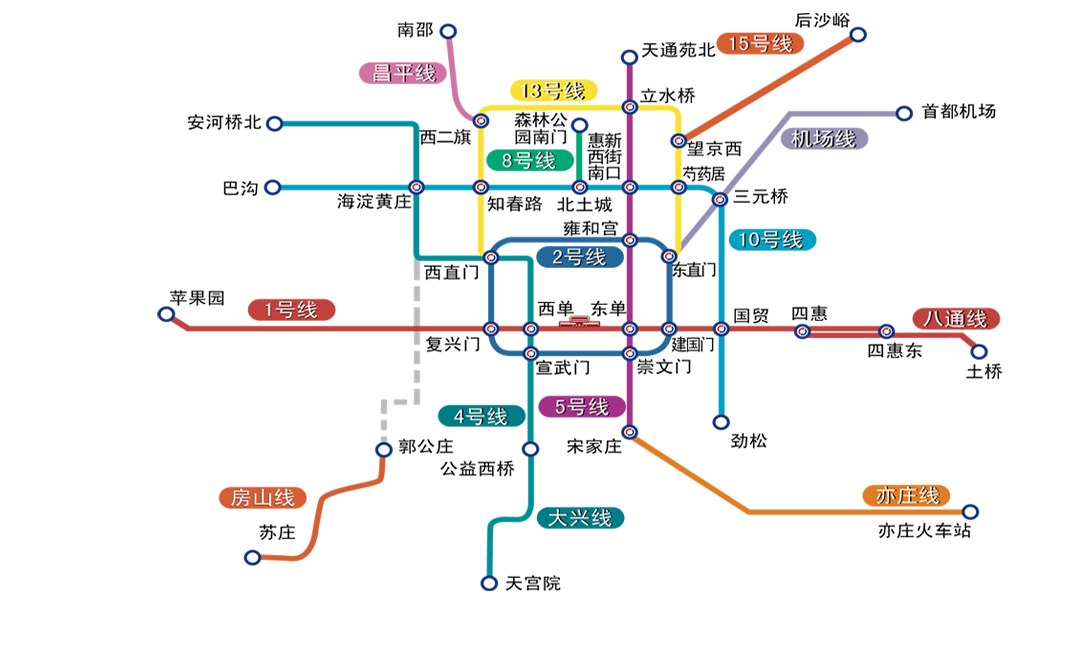 后沙峪
南邵
天通苑北
15号线
昌平线
13号线
立水桥
首都机场
安河桥北
西二旗
森林公
园南门
惠新
西街
南口
机场线
望京西
8号线
芍药居
巴沟
海淀黄庄
知春路
北土城
三元桥
雍和宫
10号线
2号线
西直门
东直门
苹果园
1号线
西单
东单
国贸
四惠
八通线
复兴门
建国门
四惠东
宣武门
崇文门
土桥
4号线
5号线
劲松
郭公庄
宋家庄
公益西桥
房山线
亦庄线
大兴线
苏庄
亦庄火车站
天宫院